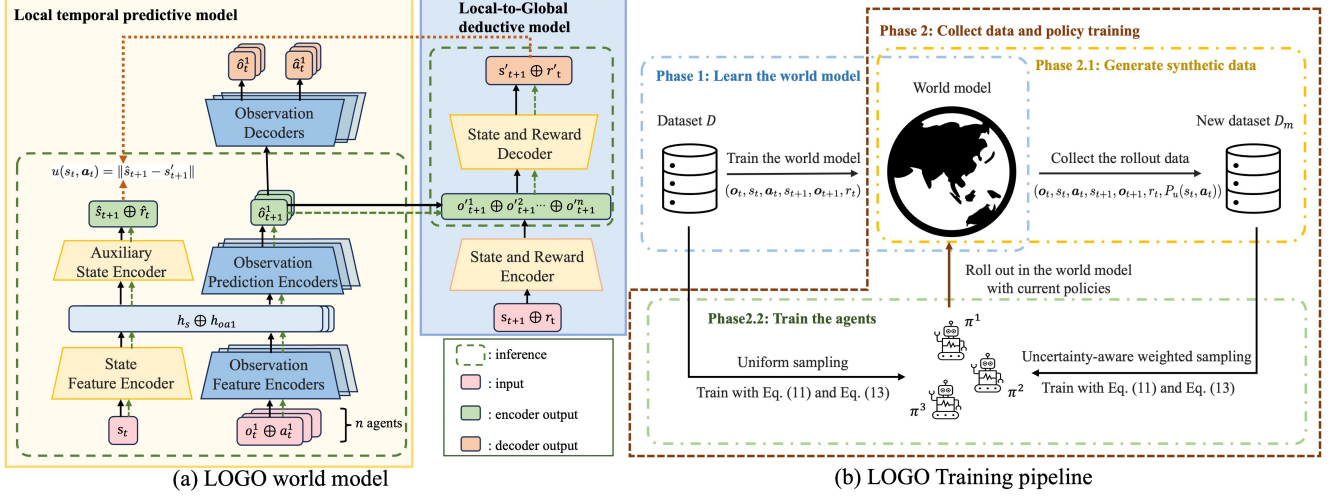 Local temporal predictive model
ô¹ₜ
â¹ₜ
Observation
Decoders
u(sₜ, 𝒂ₜ) = ‖ŝₜ₊₁ − s′ₜ₊₁‖
ŝₜ₊₁ ⊕ r̂ₜ
ô¹ₜ₊₁
Auxiliary
State Encoder
Observation
Prediction Encoders
hₛ ⊕ hₒₐ₁
State
Feature Encoder
Observation
Feature Encoders
sₜ
o¹ₜ ⊕ a¹ₜ
n agents
Local-to-Global
deductive model
s′ₜ₊₁ ⊕ r′ₜ
State and Reward
Decoder
o′¹ₜ₊₁ ⊕ o′²ₜ₊₁ ⋯ ⊕ o′ⁿₜ₊₁
State and Reward
Encoder
sₜ₊₁ ⊕ rₜ
: inference
: input
: encoder output
: decoder output
(a) LOGO world model
Phase 2: Collect data and policy training
Phase 1: Learn the world model
Phase 2.1: Generate synthetic data
World model
Dataset D
New dataset Dₘ
Train the world model
(𝒐ₜ, sₜ, 𝒂ₜ, sₜ₊₁, 𝒐ₜ₊₁, rₜ)
Collect the rollout data
(𝒐ₜ, sₜ, 𝒂ₜ, sₜ₊₁, 𝒐ₜ₊₁, rₜ, Pᵤ(sₜ, 𝒂ₜ))
Roll out in the world model
with current policies
Phase2.2: Train the agents
π¹
π²
π³
Uniform sampling
Train with Eq. (11) and Eq. (13)
Uncertainty-aware weighted sampling
Train with Eq. (11) and Eq. (13)
(b) LOGO Training pipeline